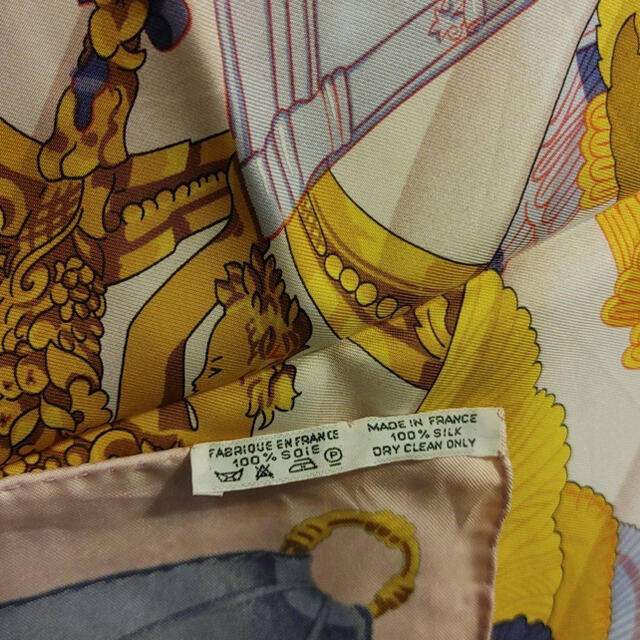 FABRIQUE EN FRANCE
100% SOIE
MADE IN FRANCE
100% SILK
DRY CLEAN ONLY